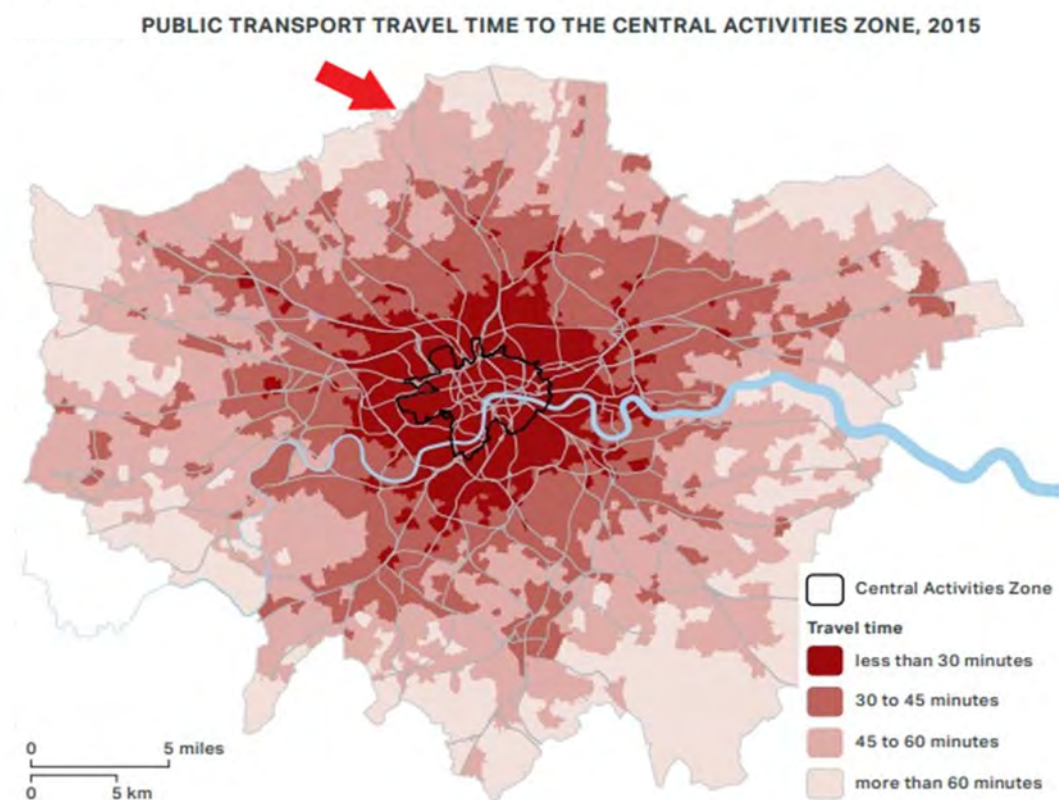 PUBLIC TRANSPORT TRAVEL TIME TO THE CENTRAL ACTIVITIES ZONE, 2015
Central Activities Zone
Travel time
less than 30 minutes
30 to 45 minutes
45 to 60 minutes
more than 60 minutes
0 5 miles
0 5 km